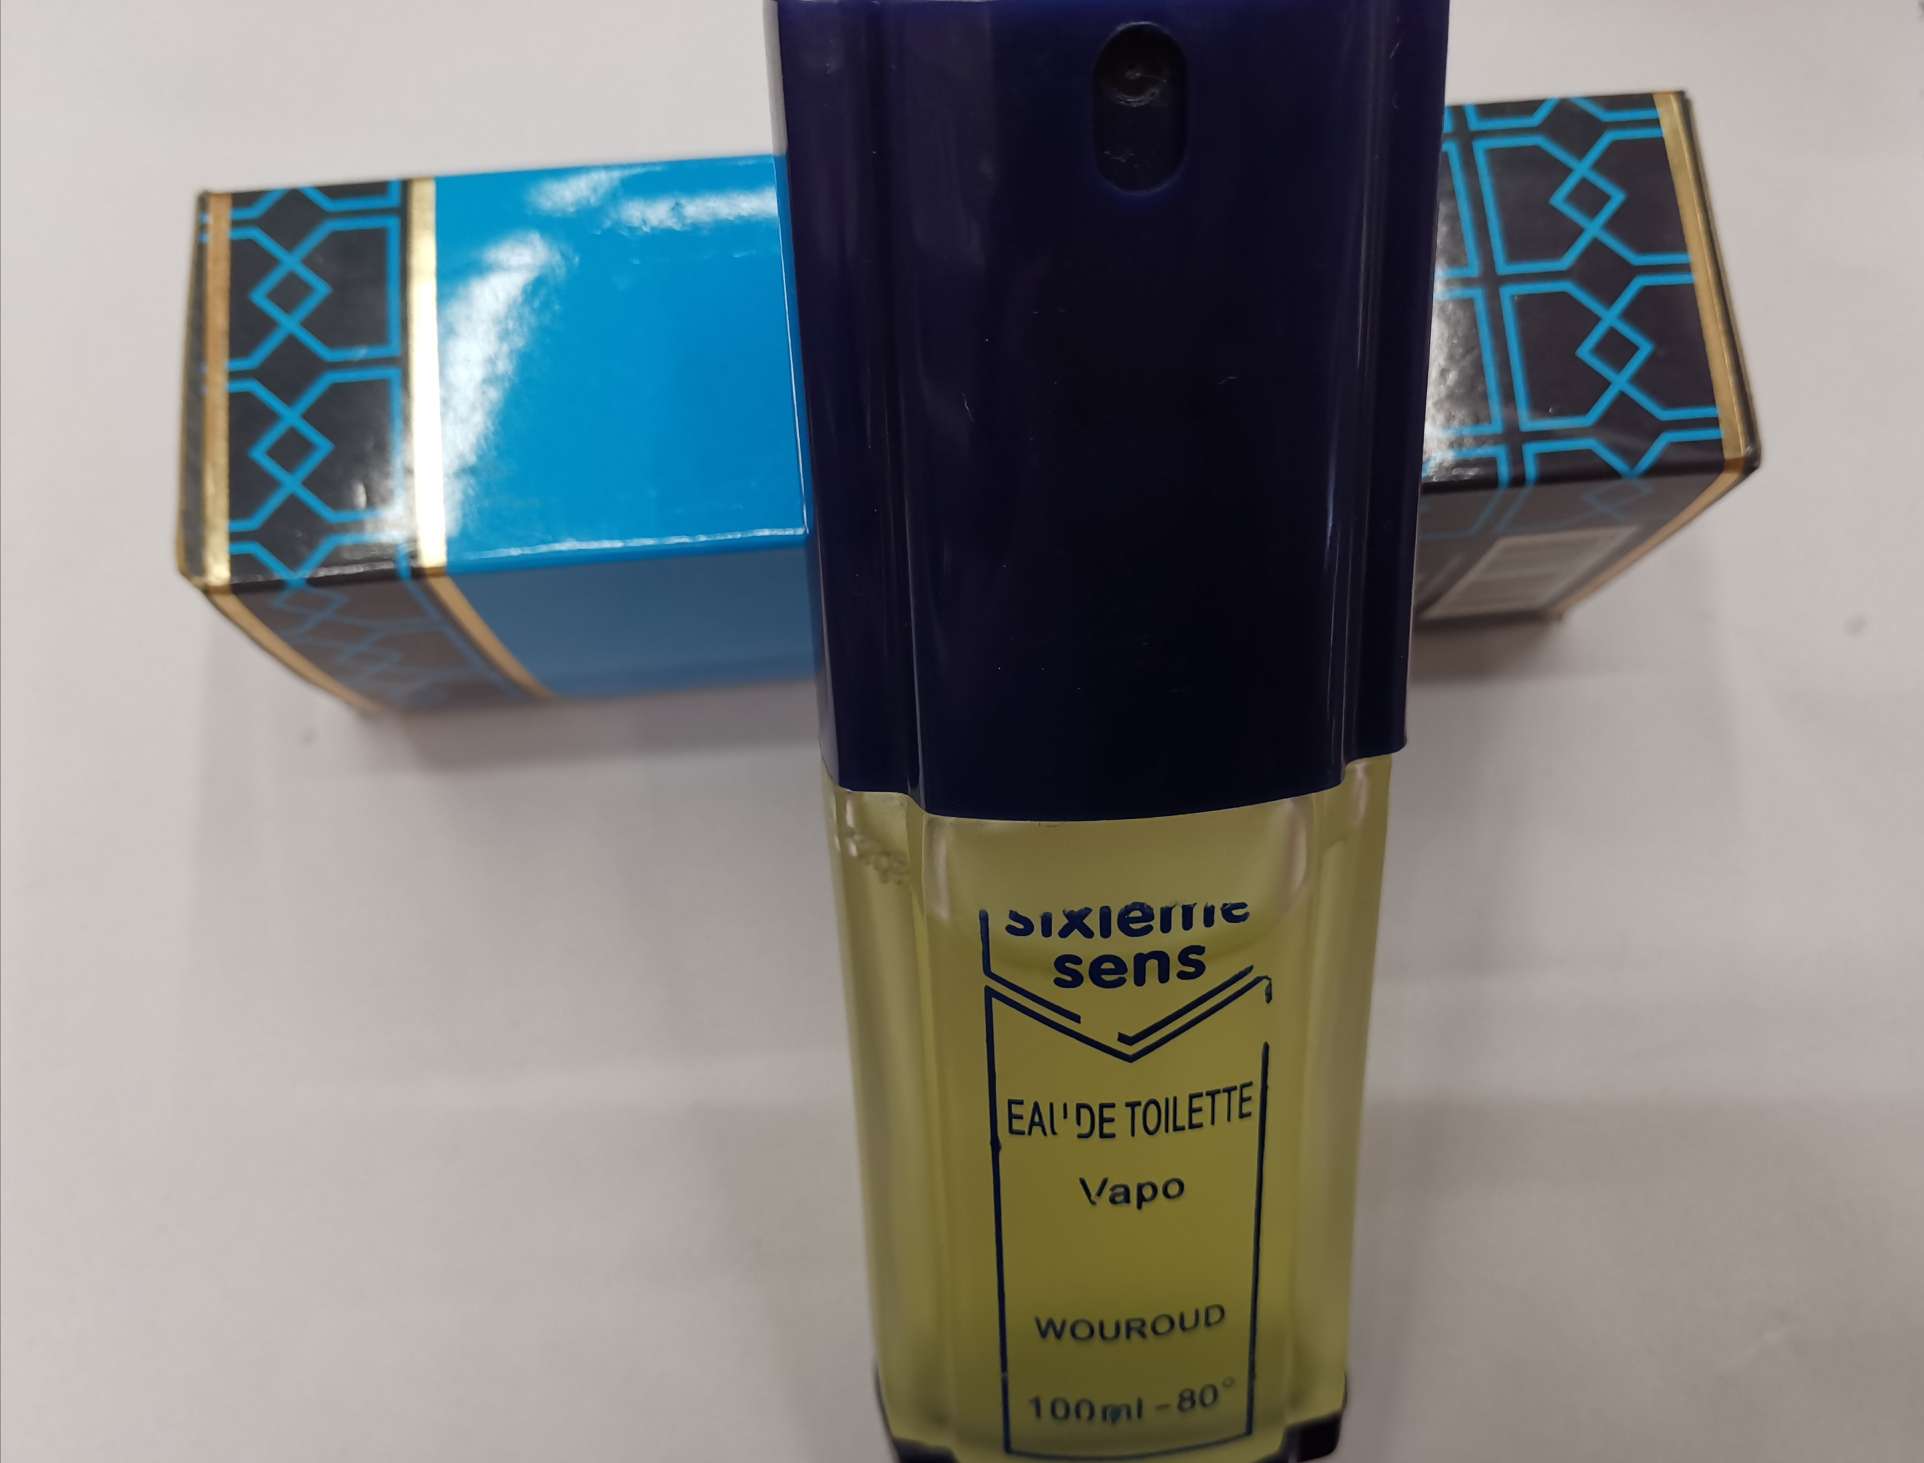 sixieme
sens
EAU DE TOILETTE
Vapo
WOUROUD
100ml - 80°